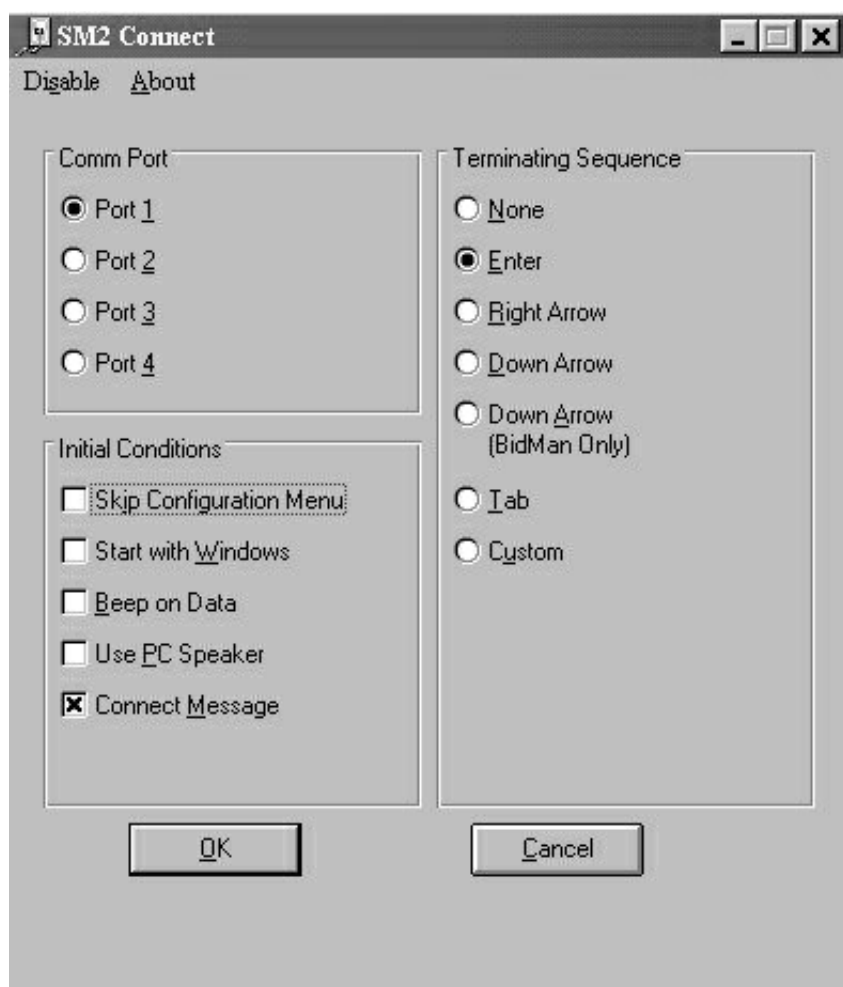 SM2 Connect
Disable About
Comm Port
Port 1
Port 2
Port 3
Port 4
Initial Conditions
Skip Configuration Menu
Start with Windows
Beep on Data
Use PC Speaker
Connect Message
Terminating Sequence
None
Enter
Right Arrow
Down Arrow
Down Arrow
(BidMan Only)
Tab
Custom
OK
Cancel